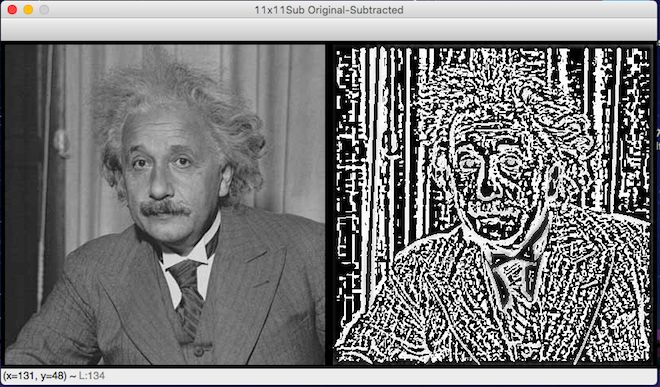 11x11Sub Original-Subtracted
(x=131, y=48) ~ L:134